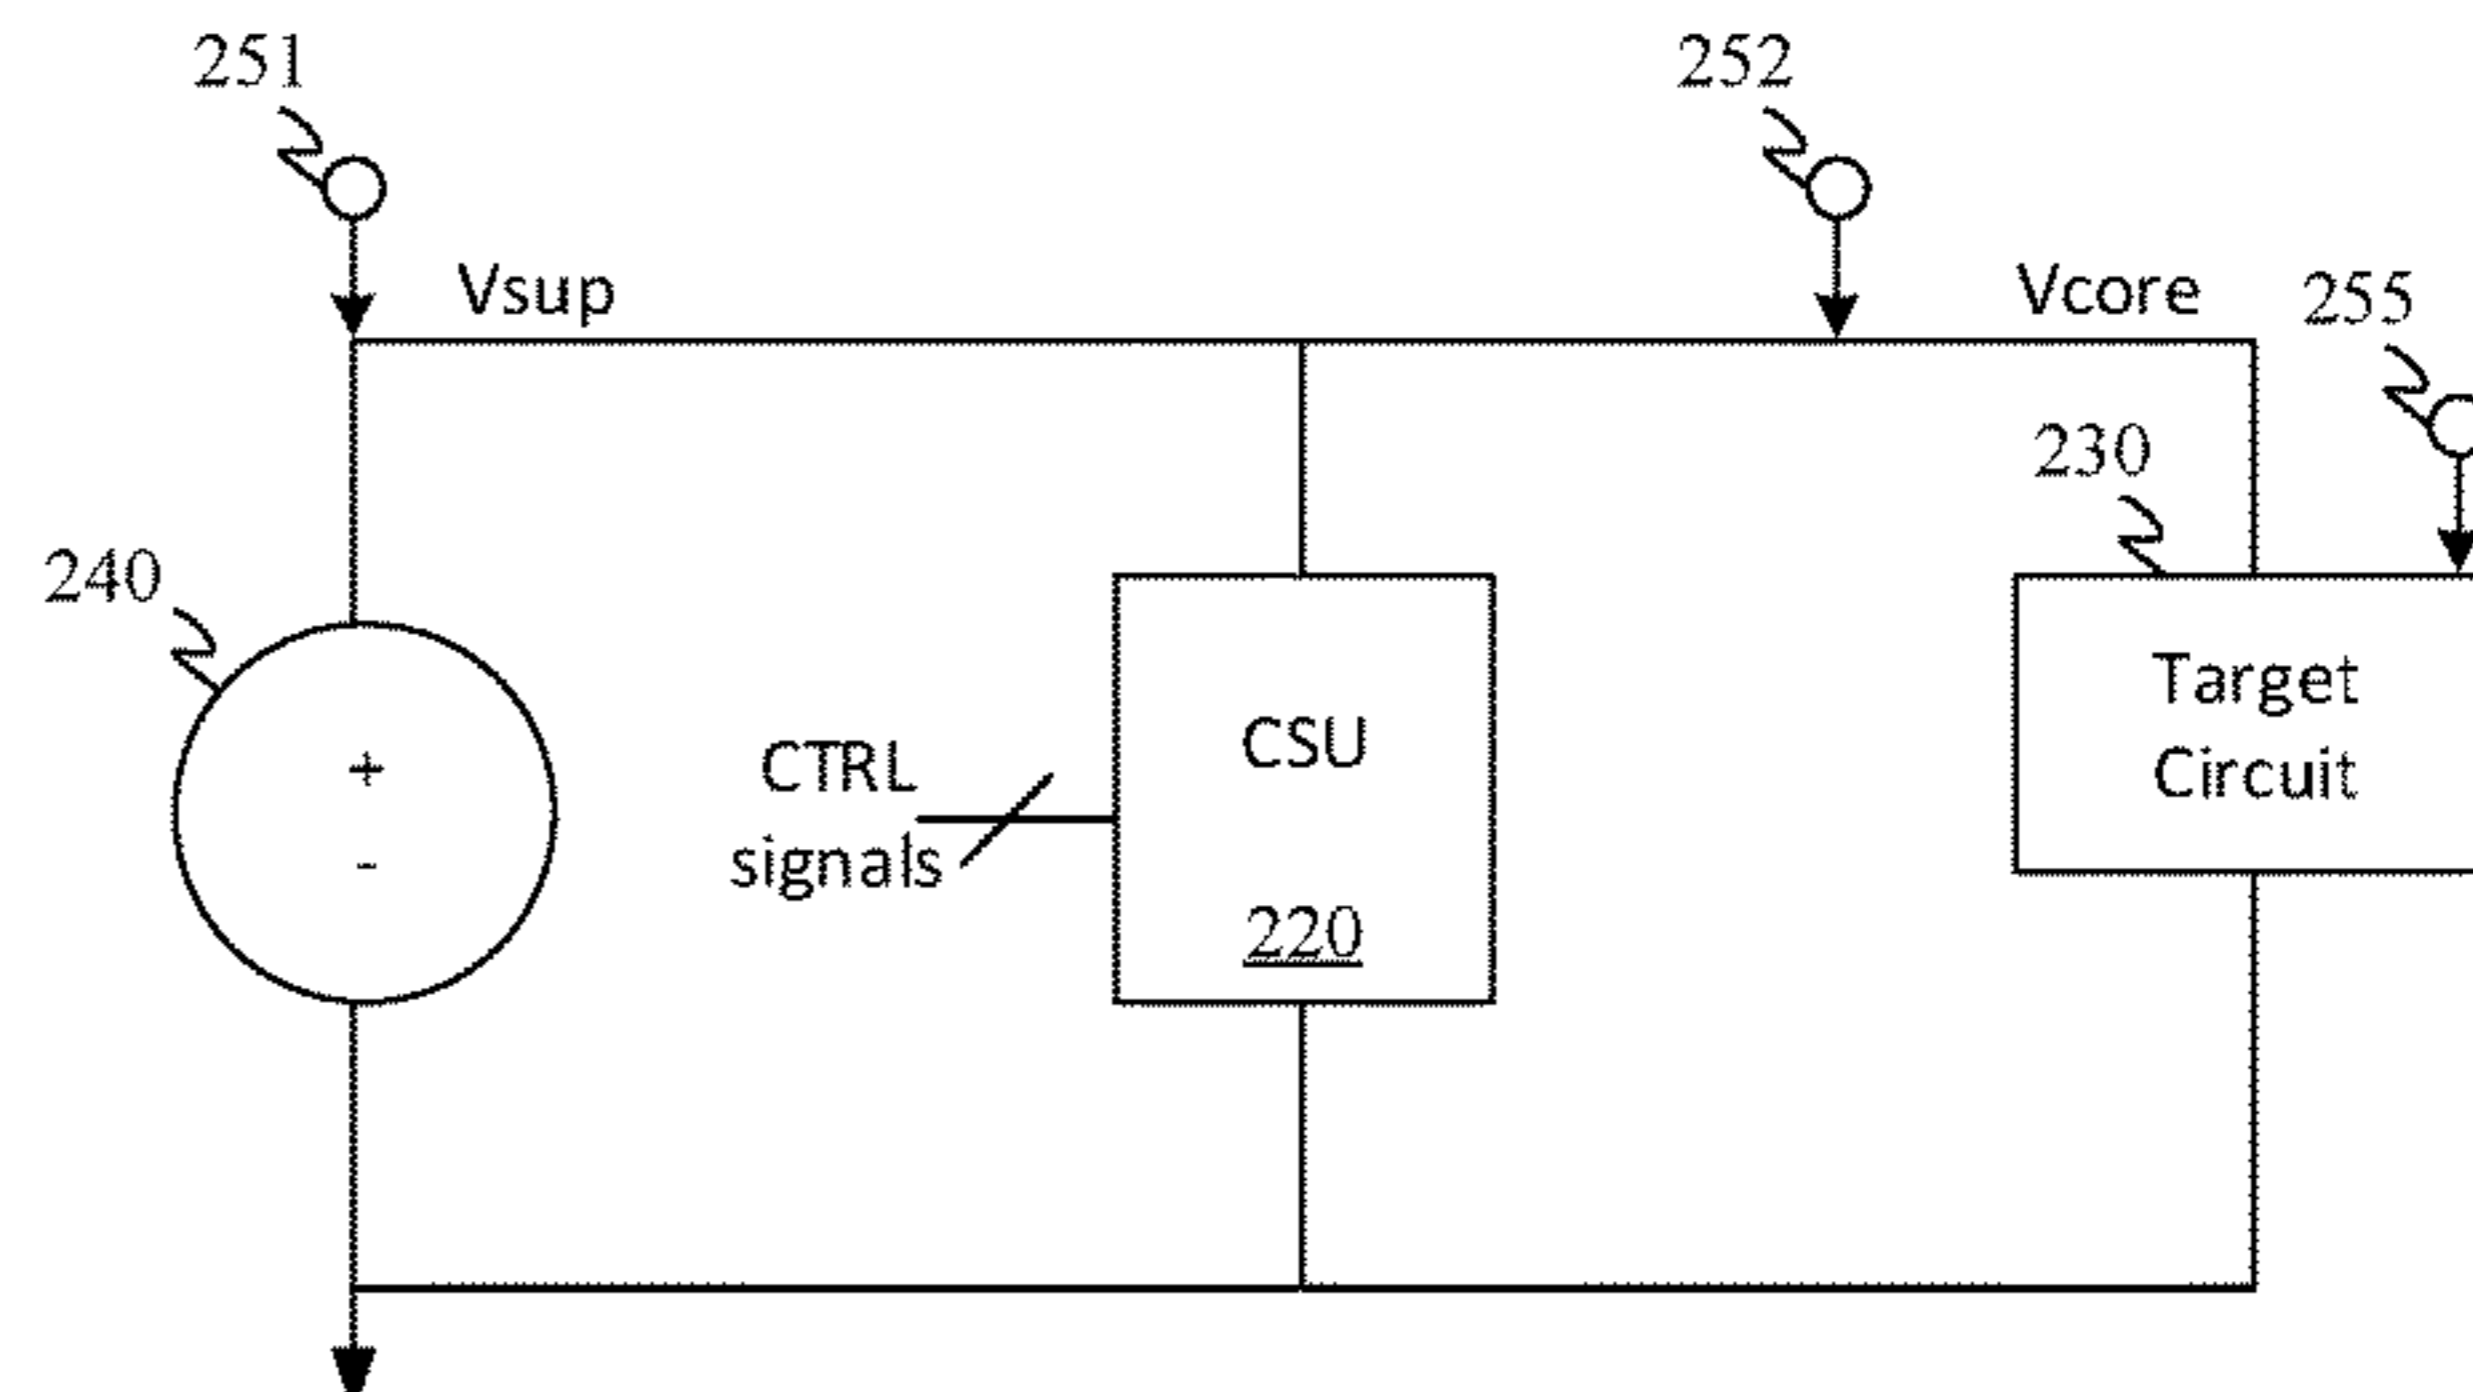 251
252
Vsup
Vcore
255
230
240
Target
Circuit
CSU
CTRL
signals
+
-
220